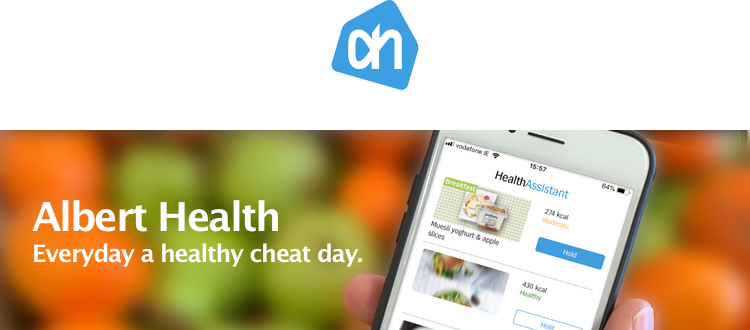 ah
Albert Health
Everyday a healthy cheat day.
vodafone IE
15:57
64%
HealthAssistant
Breakfast
274 kcal
Moderate
Hold
Muesli yoghurt & apple
slices
430 kcal
Healthy
Hold